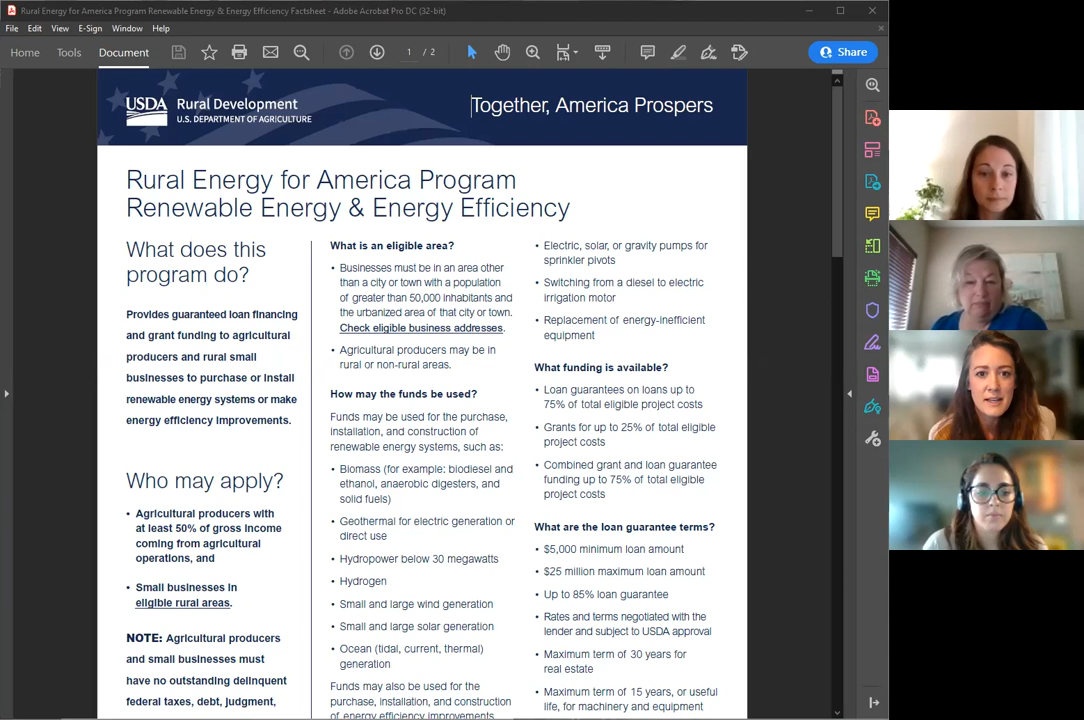 Rural Energy for America Program Renewable Energy & Energy Efficiency Factsheet - Adobe Acrobat Pro DC (32-bit)
File Edit View E-Sign Window Help
Home Tools Document 1 / 2 Share
USDA Rural Development
U.S. DEPARTMENT OF AGRICULTURE
Together, America Prospers
Rural Energy for America Program
Renewable Energy & Energy Efficiency
What does this
program do?
Provides guaranteed loan financing
and grant funding to agricultural
producers and rural small
businesses to purchase or install
renewable energy systems or make
energy efficiency improvements.
Who may apply?
• Agricultural producers with
at least 50% of gross income
coming from agricultural
operations, and
• Small businesses in
eligible rural areas.
NOTE: Agricultural producers
and small businesses must
have no outstanding delinquent
federal taxes, debt, judgment,
What is an eligible area?
• Businesses must be in an area other
than a city or town with a population
of greater than 50,000 inhabitants and
the urbanized area of that city or town.
Check eligible business addresses.
• Agricultural producers may be in
rural or non-rural areas.
How may the funds be used?
Funds may be used for the purchase,
installation, and construction of
renewable energy systems, such as:
• Biomass (for example: biodiesel and
ethanol, anaerobic digesters, and
solid fuels)
• Geothermal for electric generation or
direct use
• Hydropower below 30 megawatts
• Hydrogen
• Small and large wind generation
• Small and large solar generation
• Ocean (tidal, current, thermal)
generation
Funds may also be used for the
purchase, installation, and construction
of energy efficiency improvements
• Electric, solar, or gravity pumps for
sprinkler pivots
• Switching from a diesel to electric
irrigation motor
• Replacement of energy-inefficient
equipment
What funding is available?
• Loan guarantees on loans up to
75% of total eligible project costs
• Grants for up to 25% of total eligible
project costs
• Combined grant and loan guarantee
funding up to 75% of total eligible
project costs
What are the loan guarantee terms?
• $5,000 minimum loan amount
• $25 million maximum loan amount
• Up to 85% loan guarantee
• Rates and terms negotiated with the
lender and subject to USDA approval
• Maximum term of 30 years for
real estate
• Maximum term of 15 years, or useful
life, for machinery and equipment